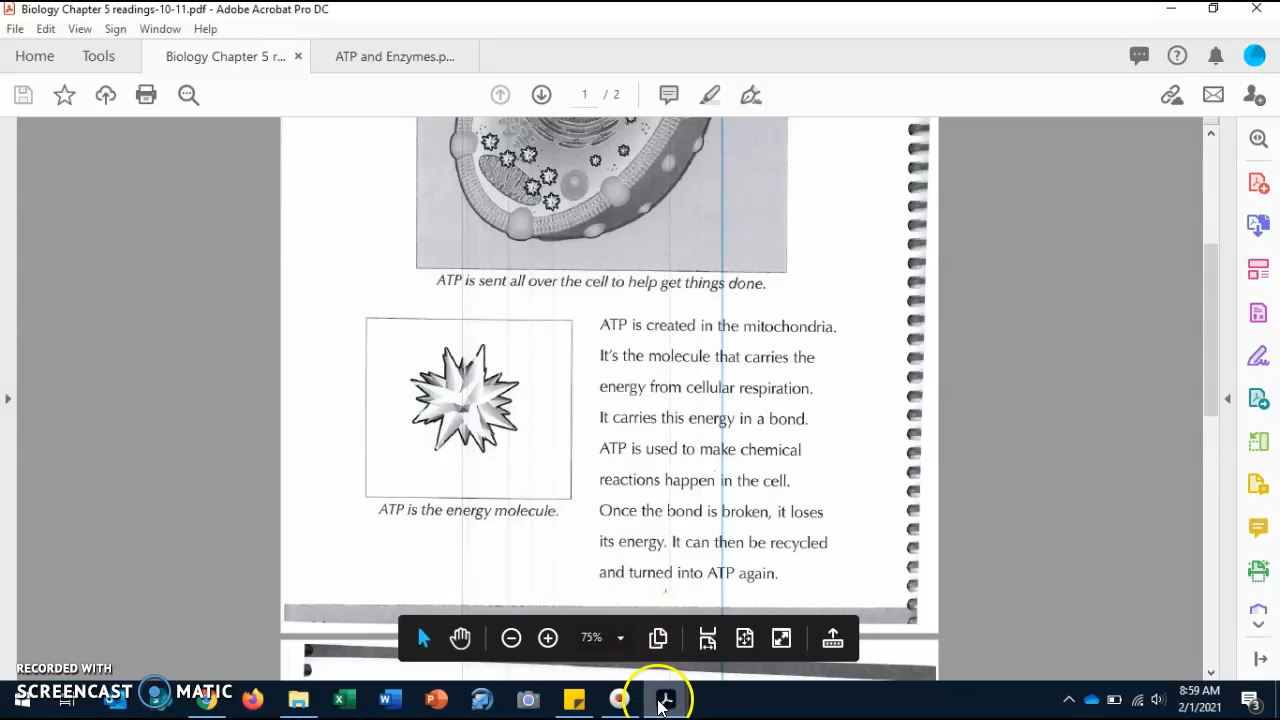 Biology Chapter 5 readings-10-11.pdf - Adobe Acrobat Pro DC
File Edit View Sign Window Help
Home Tools Biology Chapter 5 r... × ATP and Enzymes.p...
1 / 2
ATP is sent all over the cell to help get things done.
ATP is created in the mitochondria.
It's the molecule that carries the
energy from cellular respiration.
It carries this energy in a bond.
ATP is used to make chemical
reactions happen in the cell.
Once the bond is broken, it loses
its energy. It can then be recycled
and turned into ATP again.
ATP is the energy molecule.
75%
RECORDED WITH
SCREENCAST MATIC
8:59 AM
2/1/2021
3